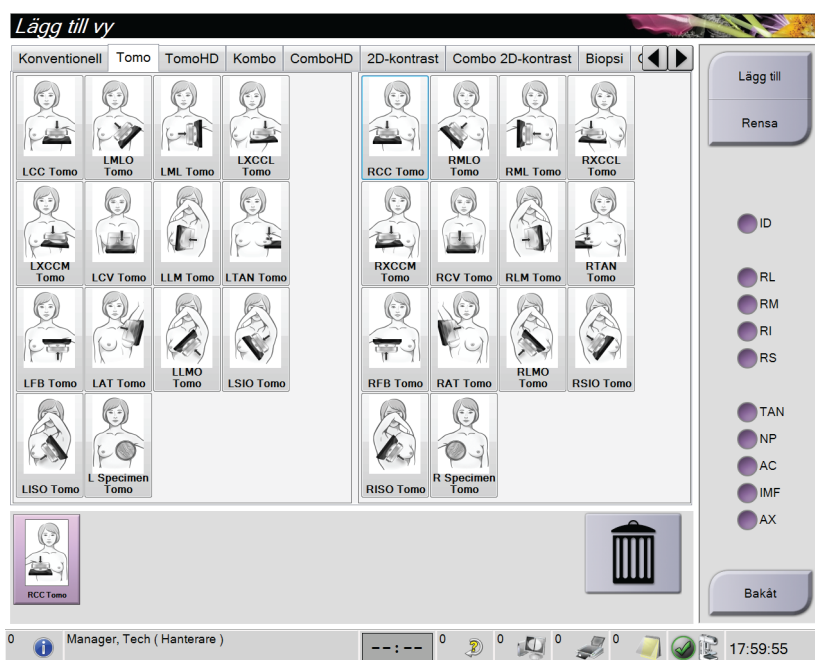 Lägg till vy
Konventionell Tomo TomoHD Kombo ComboHD 2D-kontrast Combo 2D-kontrast Biopsi
Lägg till
Rensa
LCC Tomo
LMLO
Tomo
LML Tomo
LXCCL
Tomo
RCC Tomo
RMLO
Tomo
RML Tomo
RXCCL
Tomo
LXCCM
Tomo
LCV Tomo
LLM Tomo
LTAN Tomo
RXCCM
Tomo
RCV Tomo
RLM Tomo
RTAN
Tomo
LFB Tomo
LAT Tomo
LLMO
Tomo
LSIO Tomo
RFB Tomo
RAT Tomo
RLMO
Tomo
RSIO Tomo
LISO Tomo
L Specimen
Tomo
RISO Tomo
R Specimen
Tomo
ID
RL
RM
RI
RS
TAN
NP
AC
IMF
AX
RCC Tomo
Bakåt
0 Manager, Tech ( Hanterare ) --:-- 0 0 0 0 17:59:55